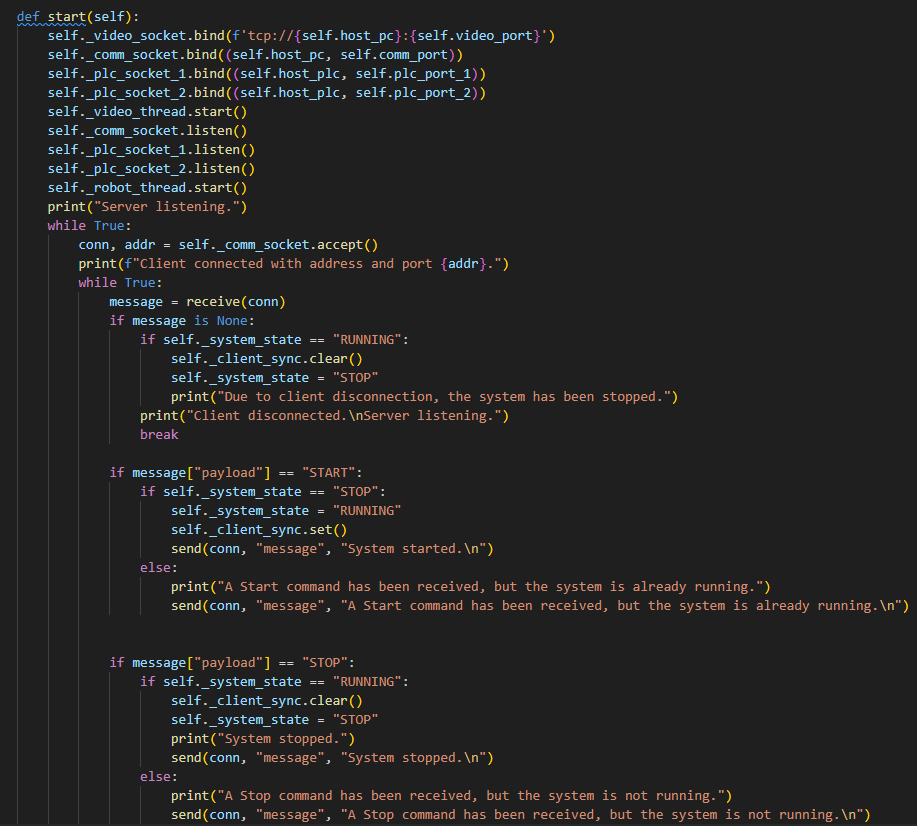 def start(self):
    self._video_socket.bind(f'tcp://{self.host_pc}:{self.video_port}')
    self._comm_socket.bind((self.host_pc, self.comm_port))
    self._plc_socket_1.bind((self.host_plc, self.plc_port_1))
    self._plc_socket_2.bind((self.host_plc, self.plc_port_2))
    self._video_thread.start()
    self._comm_socket.listen()
    self._plc_socket_1.listen()
    self._plc_socket_2.listen()
    self._robot_thread.start()
    print("Server listening.")
    while True:
        conn, addr = self._comm_socket.accept()
        print(f"Client connected with address and port {addr}.")
        while True:
            message = receive(conn)
            if message is None:
                if self._system_state == "RUNNING":
                    self._client_sync.clear()
                    self._system_state = "STOP"
                    print("Due to client disconnection, the system has been stopped.")
                print("Client disconnected.\nServer listening.")
                break

            if message["payload"] == "START":
                if self._system_state == "STOP":
                    self._system_state = "RUNNING"
                    self._client_sync.set()
                    send(conn, "message", "System started.\n")
                else:
                    print("A Start command has been received, but the system is already running.")
                    send(conn, "message", "A Start command has been received, but the system is already running.\n")


            if message["payload"] == "STOP":
                if self._system_state == "RUNNING":
                    self._client_sync.clear()
                    self._system_state = "STOP"
                    print("System stopped.")
                    send(conn, "message", "System stopped.\n")
                else:
                    print("A Stop command has been received, but the system is not running.")
                    send(conn, "message", "A Stop command has been received, but the system is not running.\n")